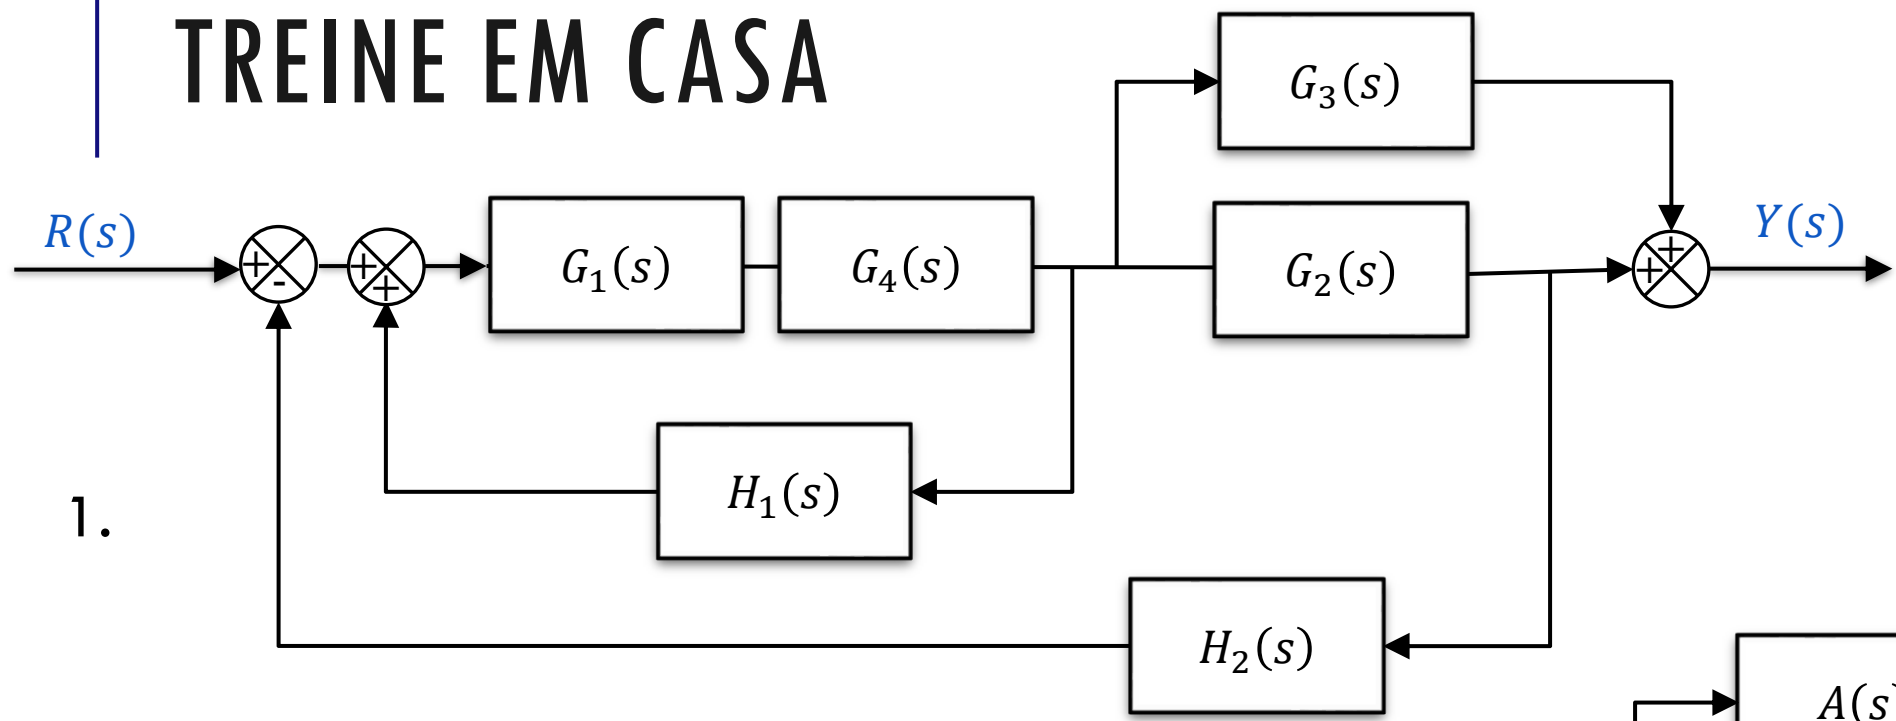 TREINE EM CASA
G₃(s)
R(s)
+
-
+
+
G₁(s)
G₄(s)
G₂(s)
+
+
Y(s)
H₁(s)
1.
H₂(s)
A(s)